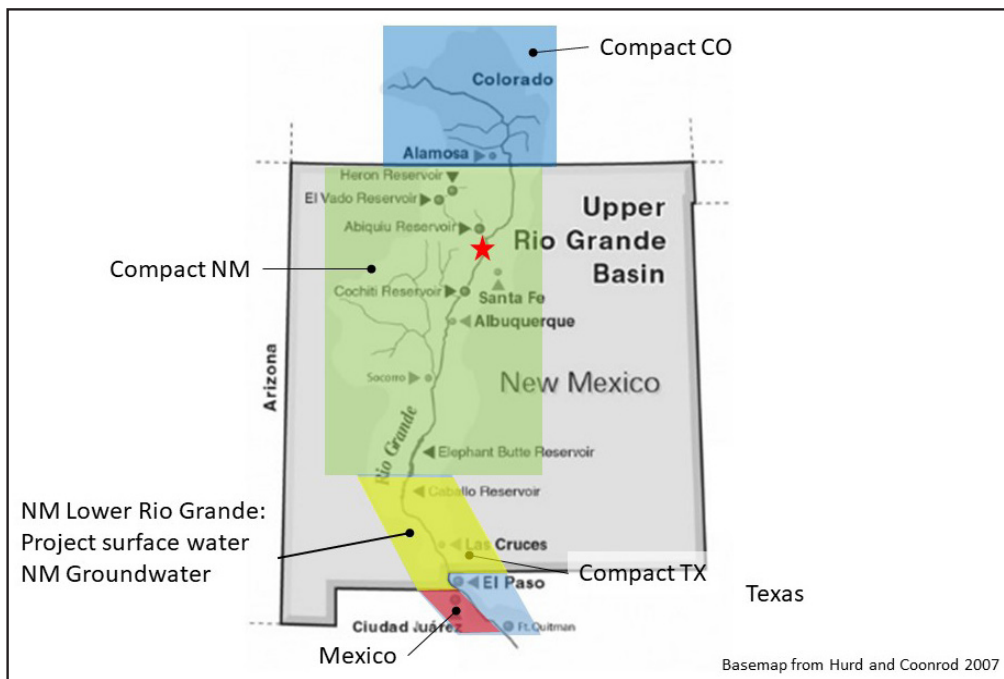 Compact CO
Colorado
Alamosa
Heron Reservoir
El Vado Reservoir
Abiquiu Reservoir
Upper
Rio Grande
Basin
Compact NM
Cochiti Reservoir
Santa Fe
Albuquerque
Arizona
Socorro
New Mexico
Rio Grande
Elephant Butte Reservoir
Caballo Reservoir
NM Lower Rio Grande:
Project surface water
NM Groundwater
Las Cruces
Compact TX
El Paso
Texas
Ciudad Juárez
Ft. Quitman
Mexico
Basemap from Hurd and Coonrod 2007